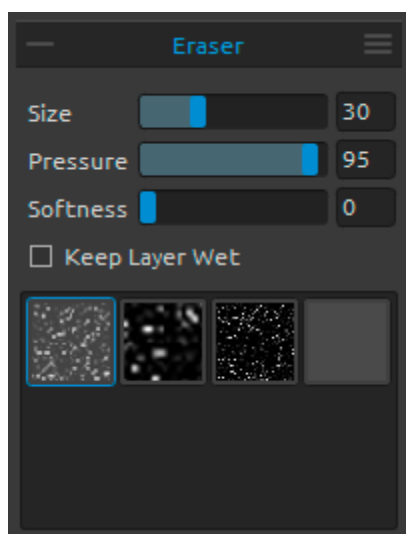 Eraser
Size 30
Pressure 95
Softness 0
Keep Layer Wet